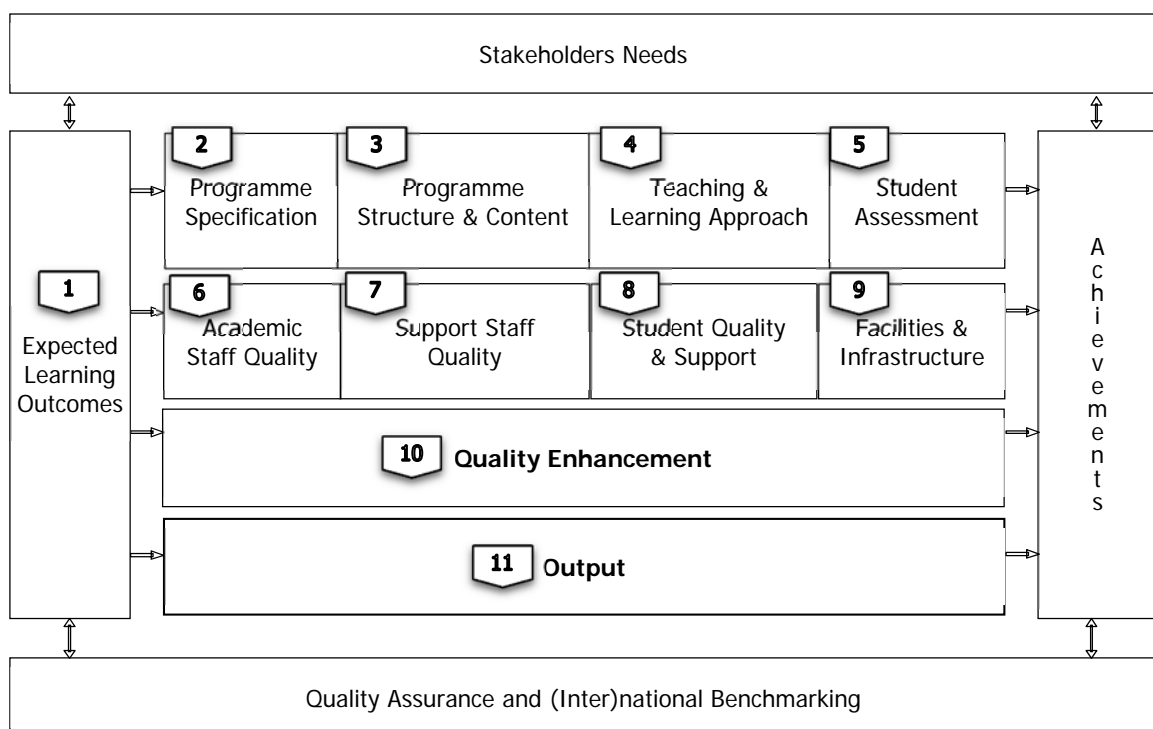 Stakeholders Needs
2
Programme
Specification
3
Programme
Structure & Content
4
Teaching &
Learning Approach
5
Student
Assessment
1
Expected
Learning
Outcomes
6
Academic
Staff Quality
7
Support Staff
Quality
8
Student Quality
& Support
9
Facilities &
Infrastructure
10 Quality Enhancement
11 Output
Achievements
Quality Assurance and (Inter)national Benchmarking